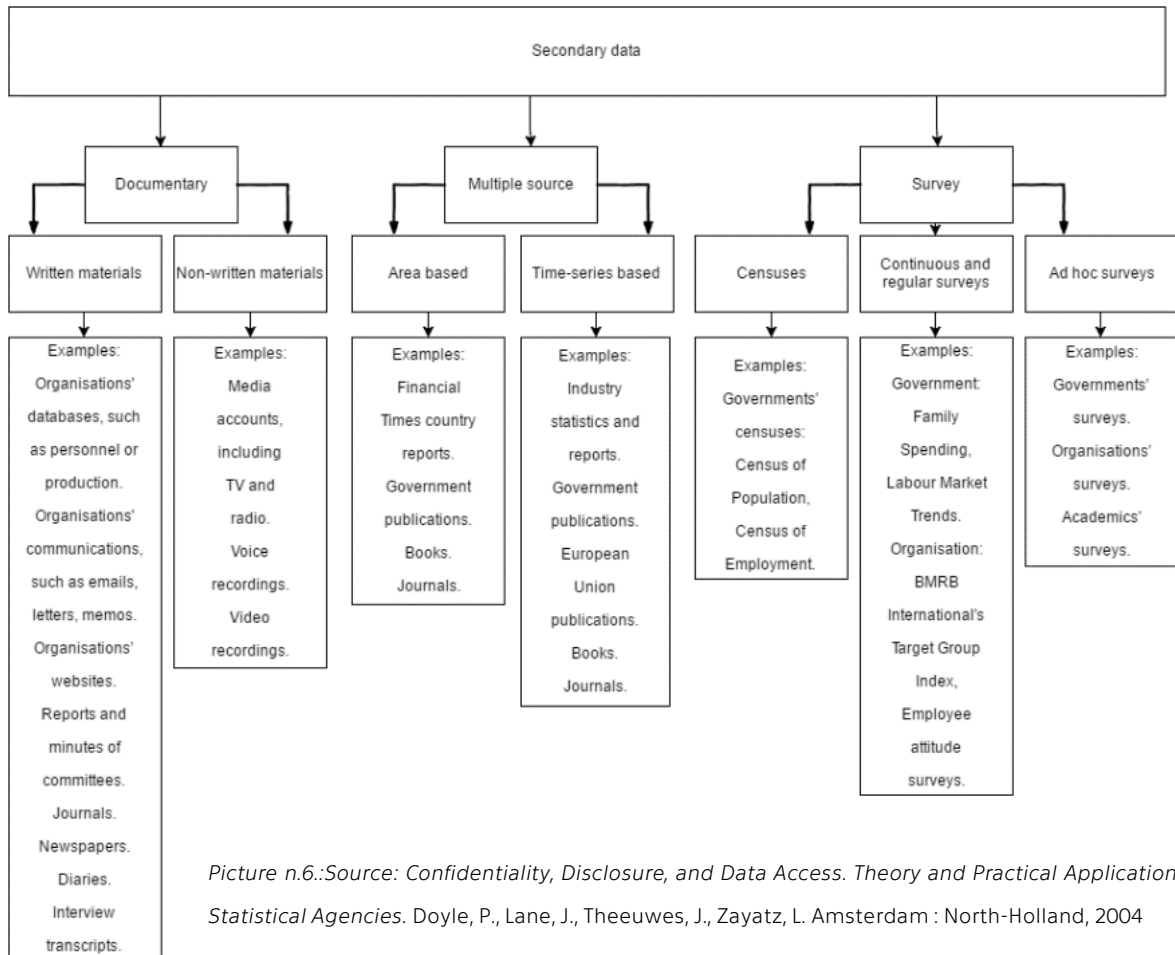 Secondary data
Documentary
Multiple source
Survey
Written materials
Non-written materials
Area based
Time-series based
Censuses
Continuous and
regular surveys
Ad hoc surveys
Examples:
Organisations'
databases, such
as personnel or
production.
Organisations'
communications,
such as emails,
letters, memos.
Organisations'
websites.
Reports and
minutes of
committees.
Journals.
Newspapers.
Diaries.
Interview
transcripts.
Examples:
Media
accounts,
including
TV and
radio.
Voice
recordings.
Video
recordings.
Examples:
Financial
Times country
reports.
Government
publications.
Books.
Journals.
Examples:
Industry
statistics and
reports.
Government
publications.
European
Union
publications.
Books.
Journals.
Examples:
Governments'
censuses:
Census of
Population,
Census of
Employment.
Examples:
Government:
Family
Spending,
Labour Market
Trends.
Organisation:
BMRB
International's
Target Group
Index,
Employee
attitude
surveys.
Examples:
Governments'
surveys.
Organisations'
surveys.
Academics'
surveys.
Picture n.6.:Source: Confidentiality, Disclosure, and Data Access. Theory and Practical Application
Statistical Agencies. Doyle, P., Lane, J., Theeuwes, J., Zayatz, L. Amsterdam : North-Holland, 2004